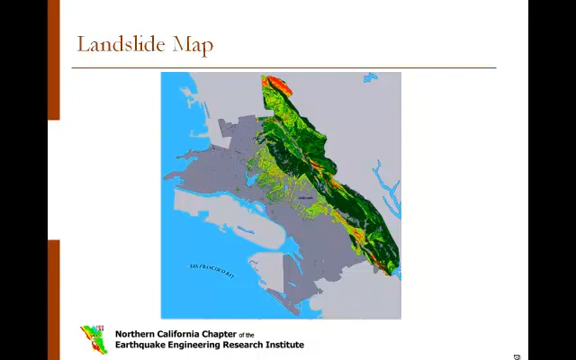 Landslide Map
SAN FRANCISCO BAY
Northern California Chapter of the
Earthquake Engineering Research Institute